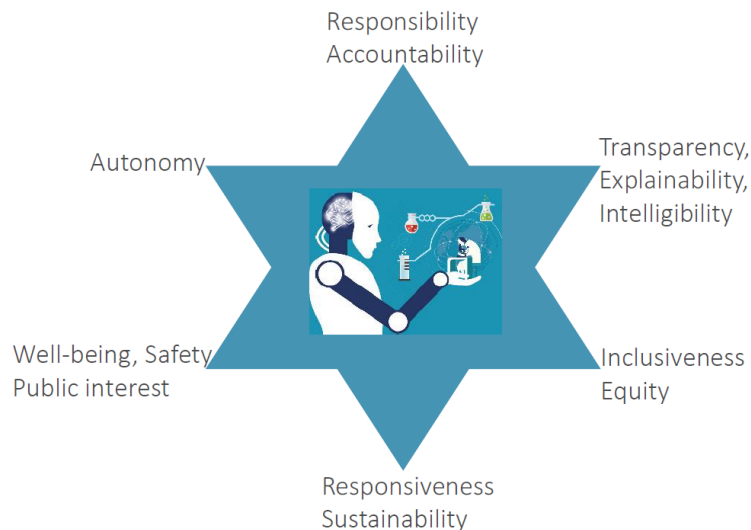 Responsibility
Accountability
Autonomy
Transparency,
Explainability,
Intelligibility
Well-being, Safety
Public interest
Inclusiveness
Equity
Responsiveness
Sustainability